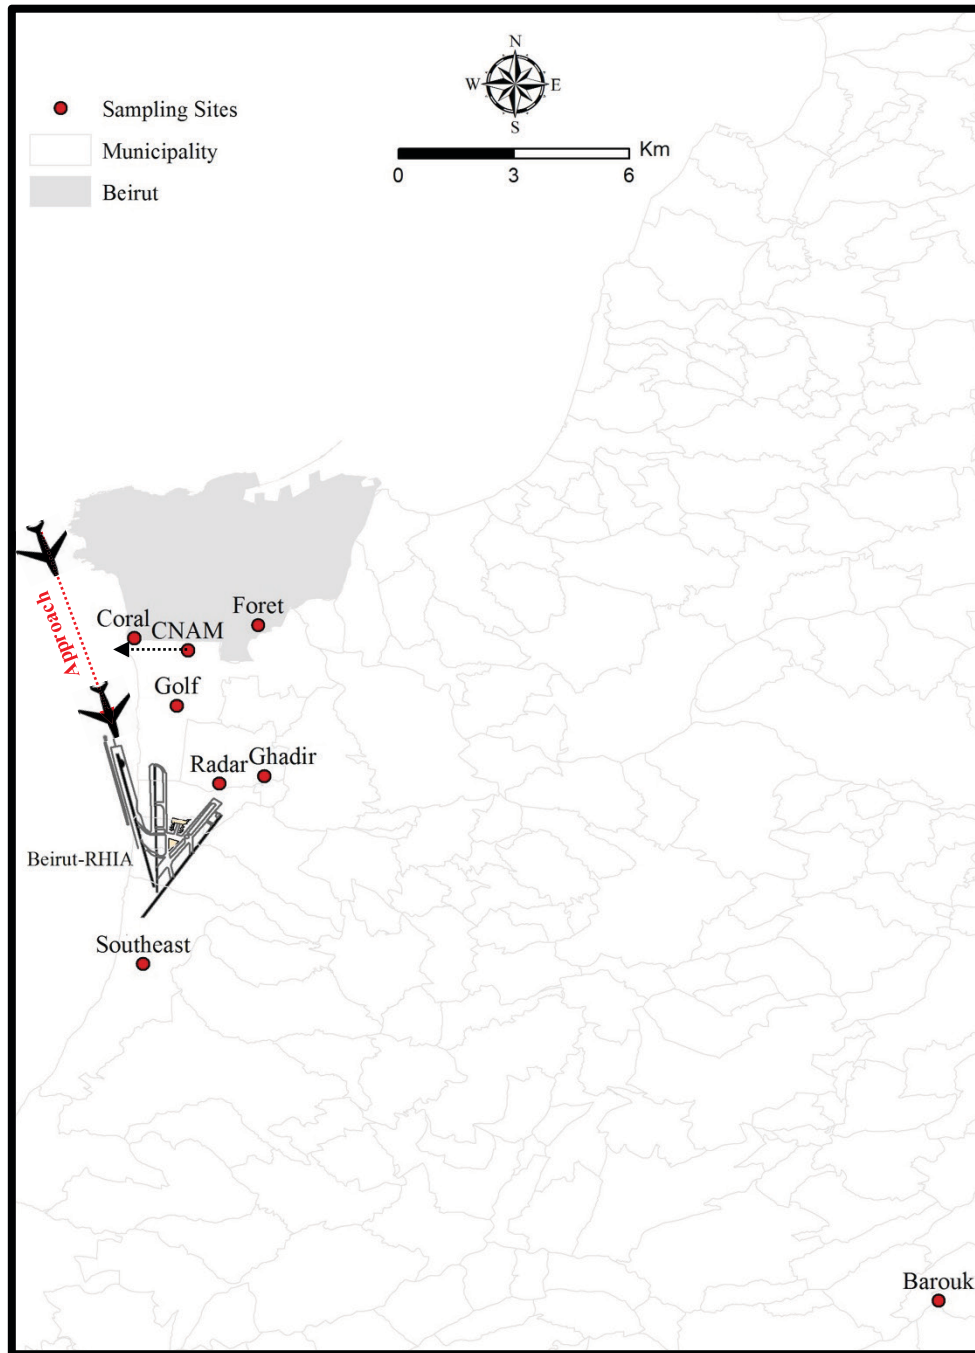 N
W E
S
Sampling Sites
Municipality
Beirut
Km
0 3 6
Approach
Foret
Coral
CNAM
Golf
Radar
Ghadir
Beirut-RHIA
Southeast
Barouk